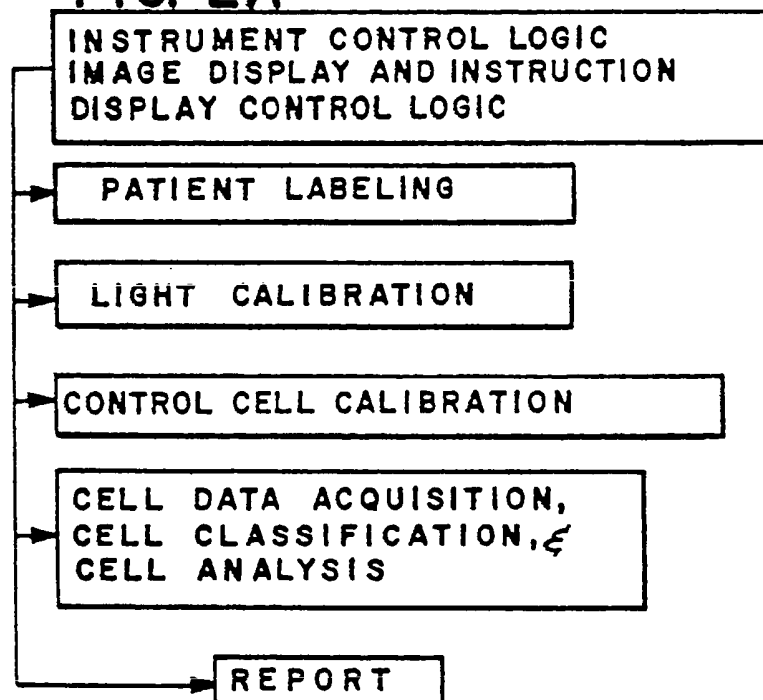 INSTRUMENT CONTROL LOGIC
IMAGE DISPLAY AND INSTRUCTION
DISPLAY CONTROL LOGIC
PATIENT LABELING
LIGHT CALIBRATION
CONTROL CELL CALIBRATION
CELL DATA ACQUISITION,
CELL CLASSIFICATION, &
CELL ANALYSIS
REPORT